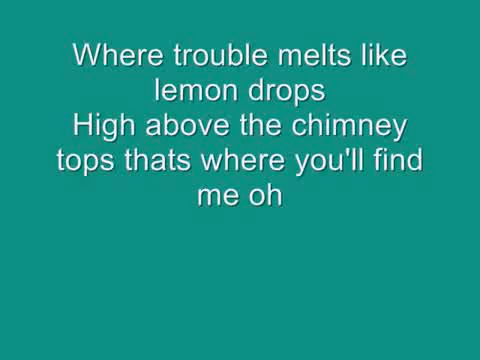 Where trouble melts like
lemon drops
High above the chimney
tops thats where you'll find
me oh